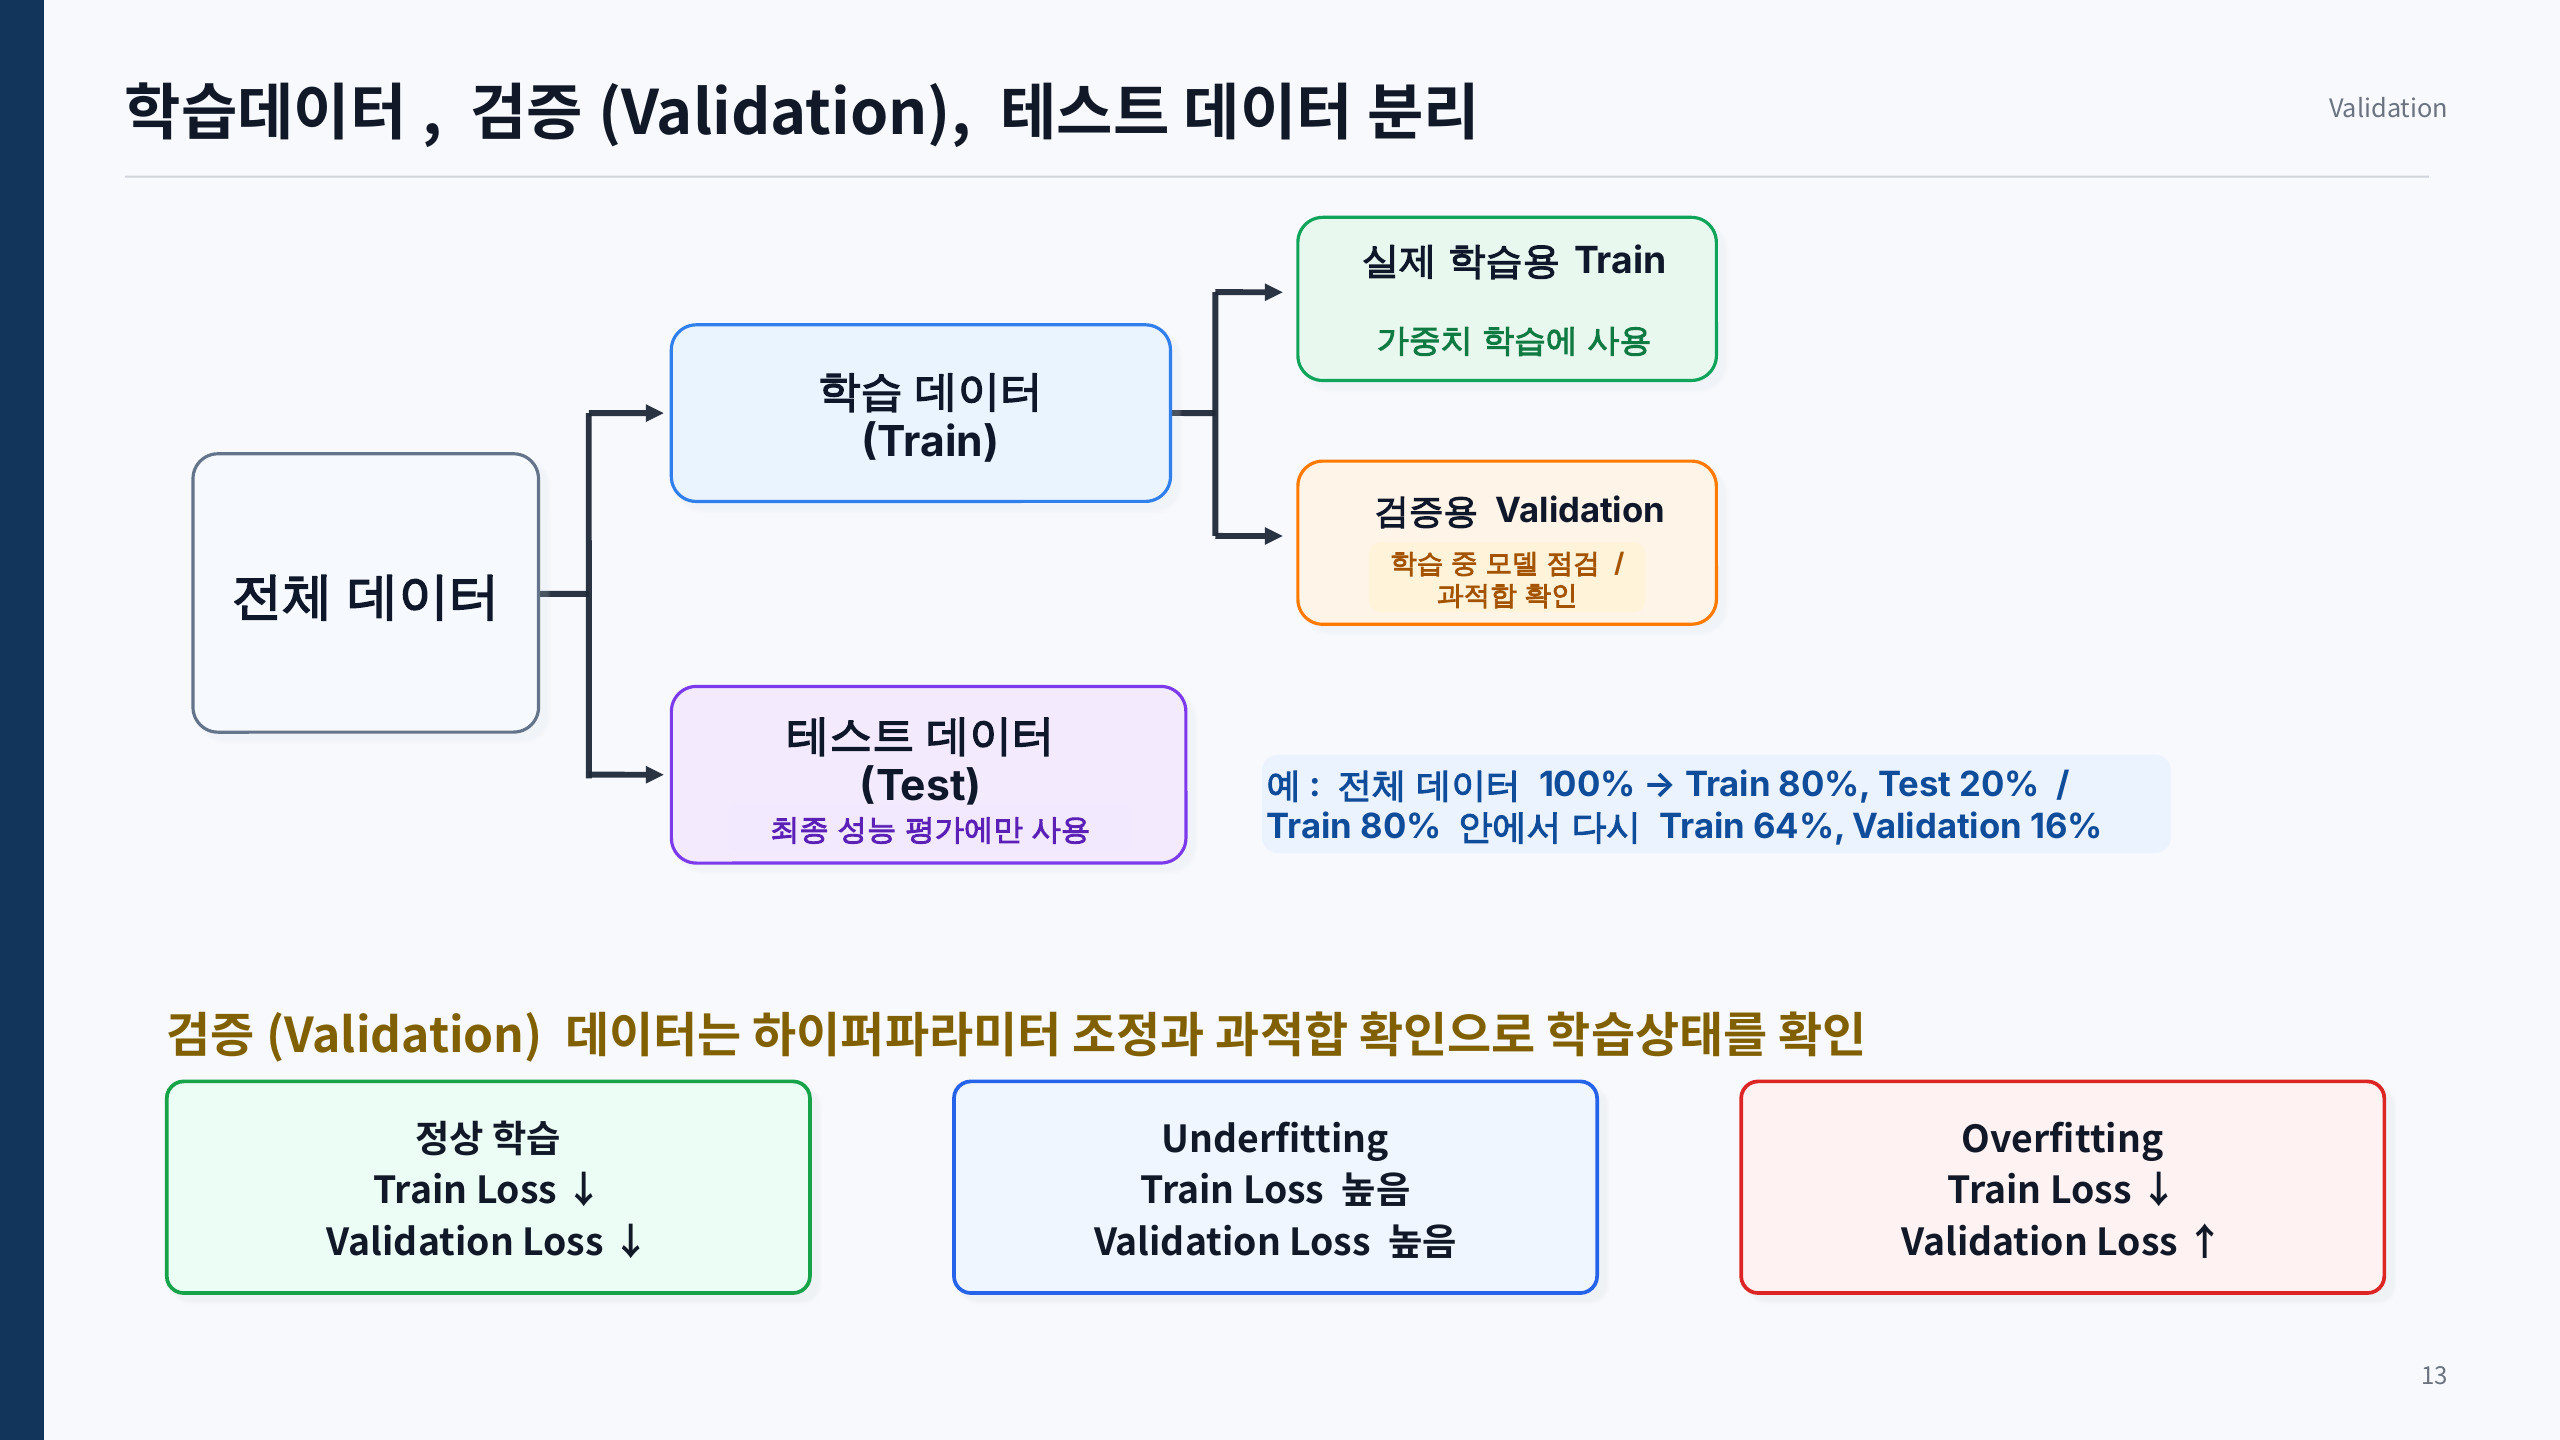 학습데이터 , 검증 (Validation), 테스트 데이터 분리
Validation
전체 데이터
학습 데이터
(Train)
테스트 데이터
(Test)
최종 성능 평가에만 사용
실제 학습용 Train
가중치 학습에 사용
검증용 Validation
학습 중 모델 점검 /
과적합 확인
예 : 전체 데이터 100% → Train 80%, Test 20% /
Train 80% 안에서 다시 Train 64%, Validation 16%
검증 (Validation) 데이터는 하이퍼파라미터 조정과 과적합 확인으로 학습상태를 확인
정상 학습
Train Loss ↓
Validation Loss ↓
Underfitting
Train Loss 높음
Validation Loss 높음
Overfitting
Train Loss ↓
Validation Loss ↑
13